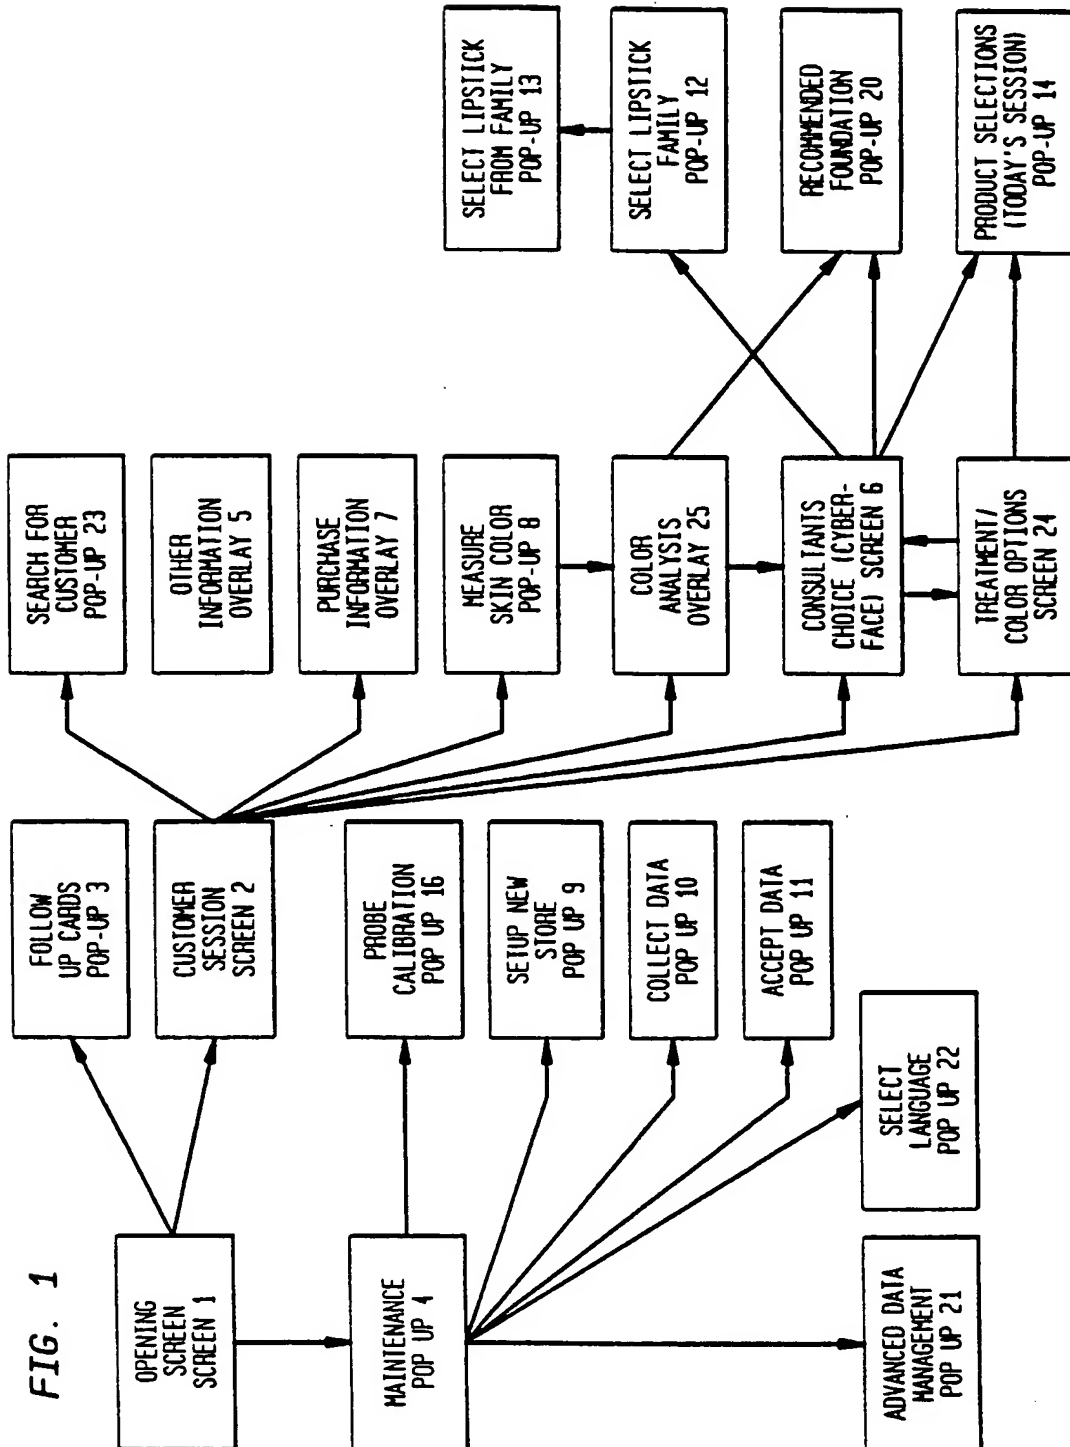 FIG. 1
OPENING
SCREEN
SCREEN 1
MAINTENANCE
POP UP 4
ADVANCED DATA
MANAGEMENT
POP UP 21
FOLLOW
UP CARDS
POP-UP 3
CUSTOMER
SESSION
SCREEN 2
PROBE
CALIBRATION
POP UP 16
SETUP NEW
STORE
POP UP 9
COLLECT DATA
POP UP 10
ACCEPT DATA
POP UP 11
SELECT
LANGUAGE
POP UP 22
SEARCH FOR
CUSTOMER
POP-UP 23
OTHER
INFORMATION
OVERLAY 5
PURCHASE
INFORMATION
OVERLAY 7
MEASURE
SKIN COLOR
POP-UP 8
COLOR
ANALYSIS
OVERLAY 25
CONSULTANTS
CHOICE (CYBER-
FACE) SCREEN 6
TREATMENT/
COLOR OPTIONS
SCREEN 24
SELECT LIPSTICK
FROM FAMILY
POP-UP 13
SELECT LIPSTICK
FAMILY
POP-UP 12
RECOMMENDED
FOUNDATION
POP-UP 20
PRODUCT SELECTIONS
(TODAY'S SESSION)
POP-UP 14